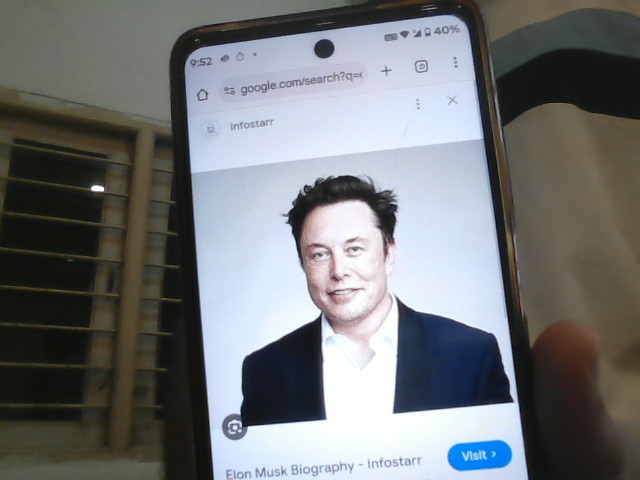 9:52
40%
google.com/search?q=
infostarr
Elon Musk Biography - Infostarr
Visit >